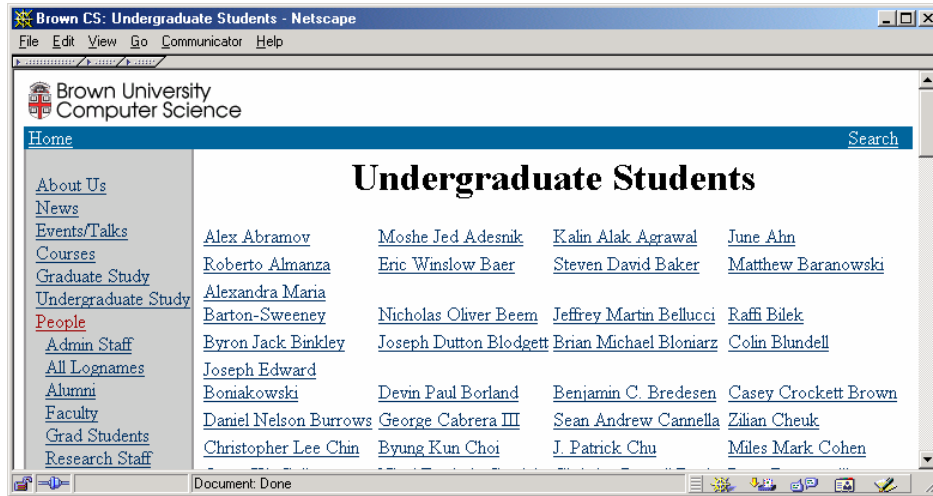 Brown CS: Undergraduate Students - Netscape
File Edit View Go Communicator Help
Brown University
Computer Science
Home Search
Undergraduate Students
About Us
News
Events/Talks
Courses
Graduate Study
Undergraduate Study
People
Admin Staff
All Lognames
Alumni
Faculty
Grad Students
Research Staff
Alex Abramov Moshe Jed Adesnik Kalin Alak Agrawal June Ahn
Roberto Almanza Eric Winslow Baer Steven David Baker Matthew Baranowski
Alexandra Maria
Barton-Sweeney Nicholas Oliver Beem Jeffrey Martin Bellucci Raffi Bilek
Byron Jack Binkley Joseph Dutton Blodgett Brian Michael Bloniarz Colin Blundell
Joseph Edward
Boniakowski Devin Paul Borland Benjamin C. Bredesen Casey Crockett Brown
Daniel Nelson Burrows George Cabrera III Sean Andrew Cannella Zilian Cheuk
Christopher Lee Chin Byung Kun Choi J. Patrick Chu Miles Mark Cohen
Document: Done